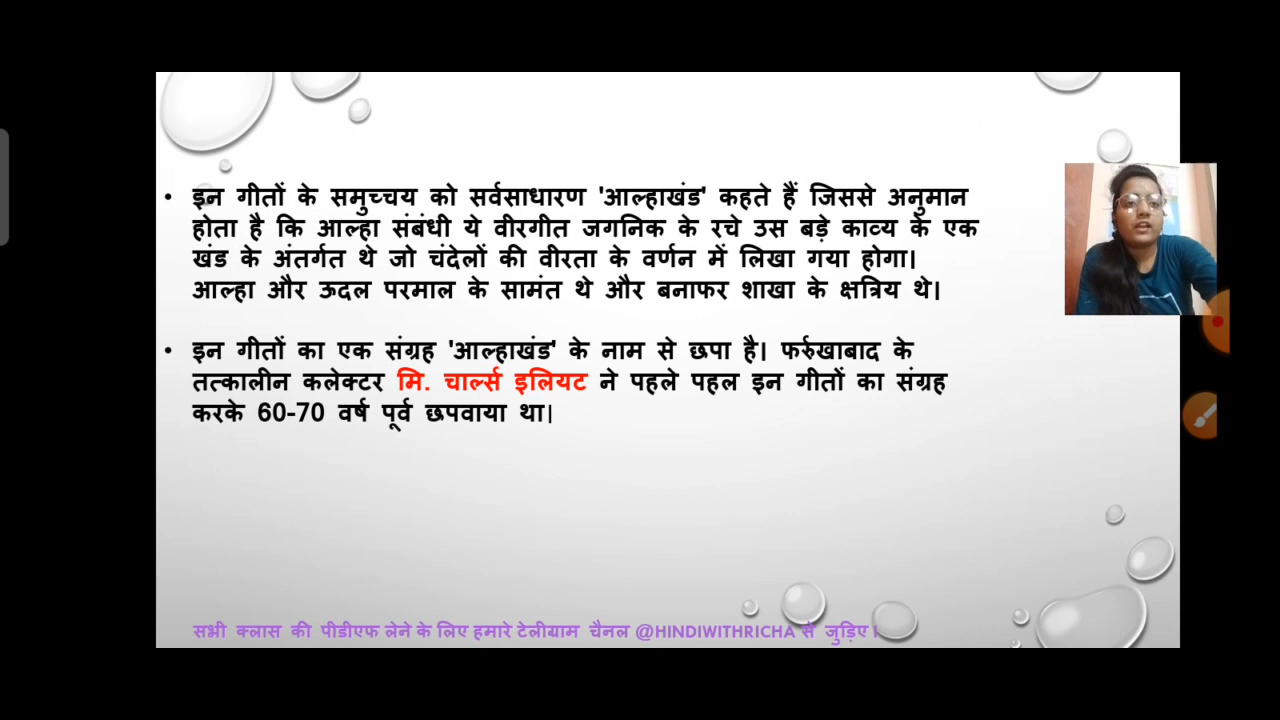 • इन गीतों के समुच्चय को सर्वसाधारण 'आल्हाखंड' कहते हैं जिससे अनुमान
होता है कि आल्हा संबंधी ये वीरगीत जगनिक के रचे उस बड़े काव्य के एक
खंड के अंतर्गत थे जो चंदेलों की वीरता के वर्णन में लिखा गया होगा।
आल्हा और ऊदल परमाल के सामंत थे और बनाफर शाखा के क्षत्रिय थे।
• इन गीतों का एक संग्रह 'आल्हाखंड' के नाम से छपा है। फर्रुखाबाद के
तत्कालीन कलेक्टर मि. चार्ल्स इलियट ने पहले पहल इन गीतों का संग्रह
करके 60-70 वर्ष पूर्व छपवाया था।
सभी क्लास की पीडीएफ लेने के लिए हमारे टेलीग्राम चैनल @HINDIWITHRICHA से जुड़िए।